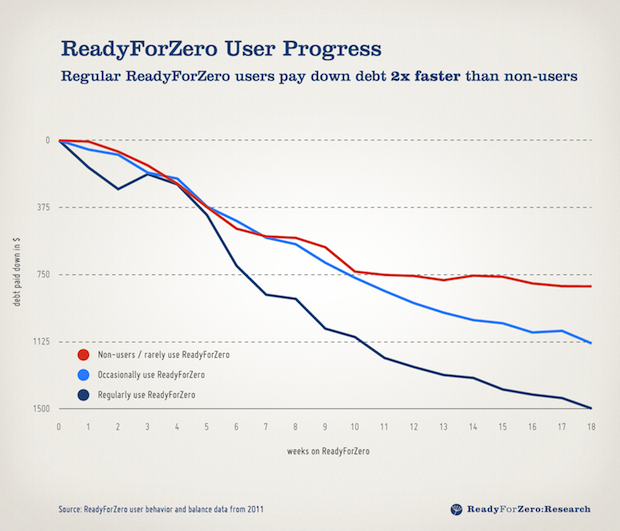 ReadyForZero User Progress
Regular ReadyForZero users pay down debt 2x faster than non-users
0
375
750
1125
1500
debt paid down in $
Non-users / rarely use ReadyForZero
Occasionally use ReadyForZero
Regularly use ReadyForZero
0 1 2 3 4 5 6 7 8 9 10 11 12 13 14 15 16 17 18
weeks on ReadyForZero
Source: ReadyForZero user behavior and balance data from 2011
ReadyForZero:Research